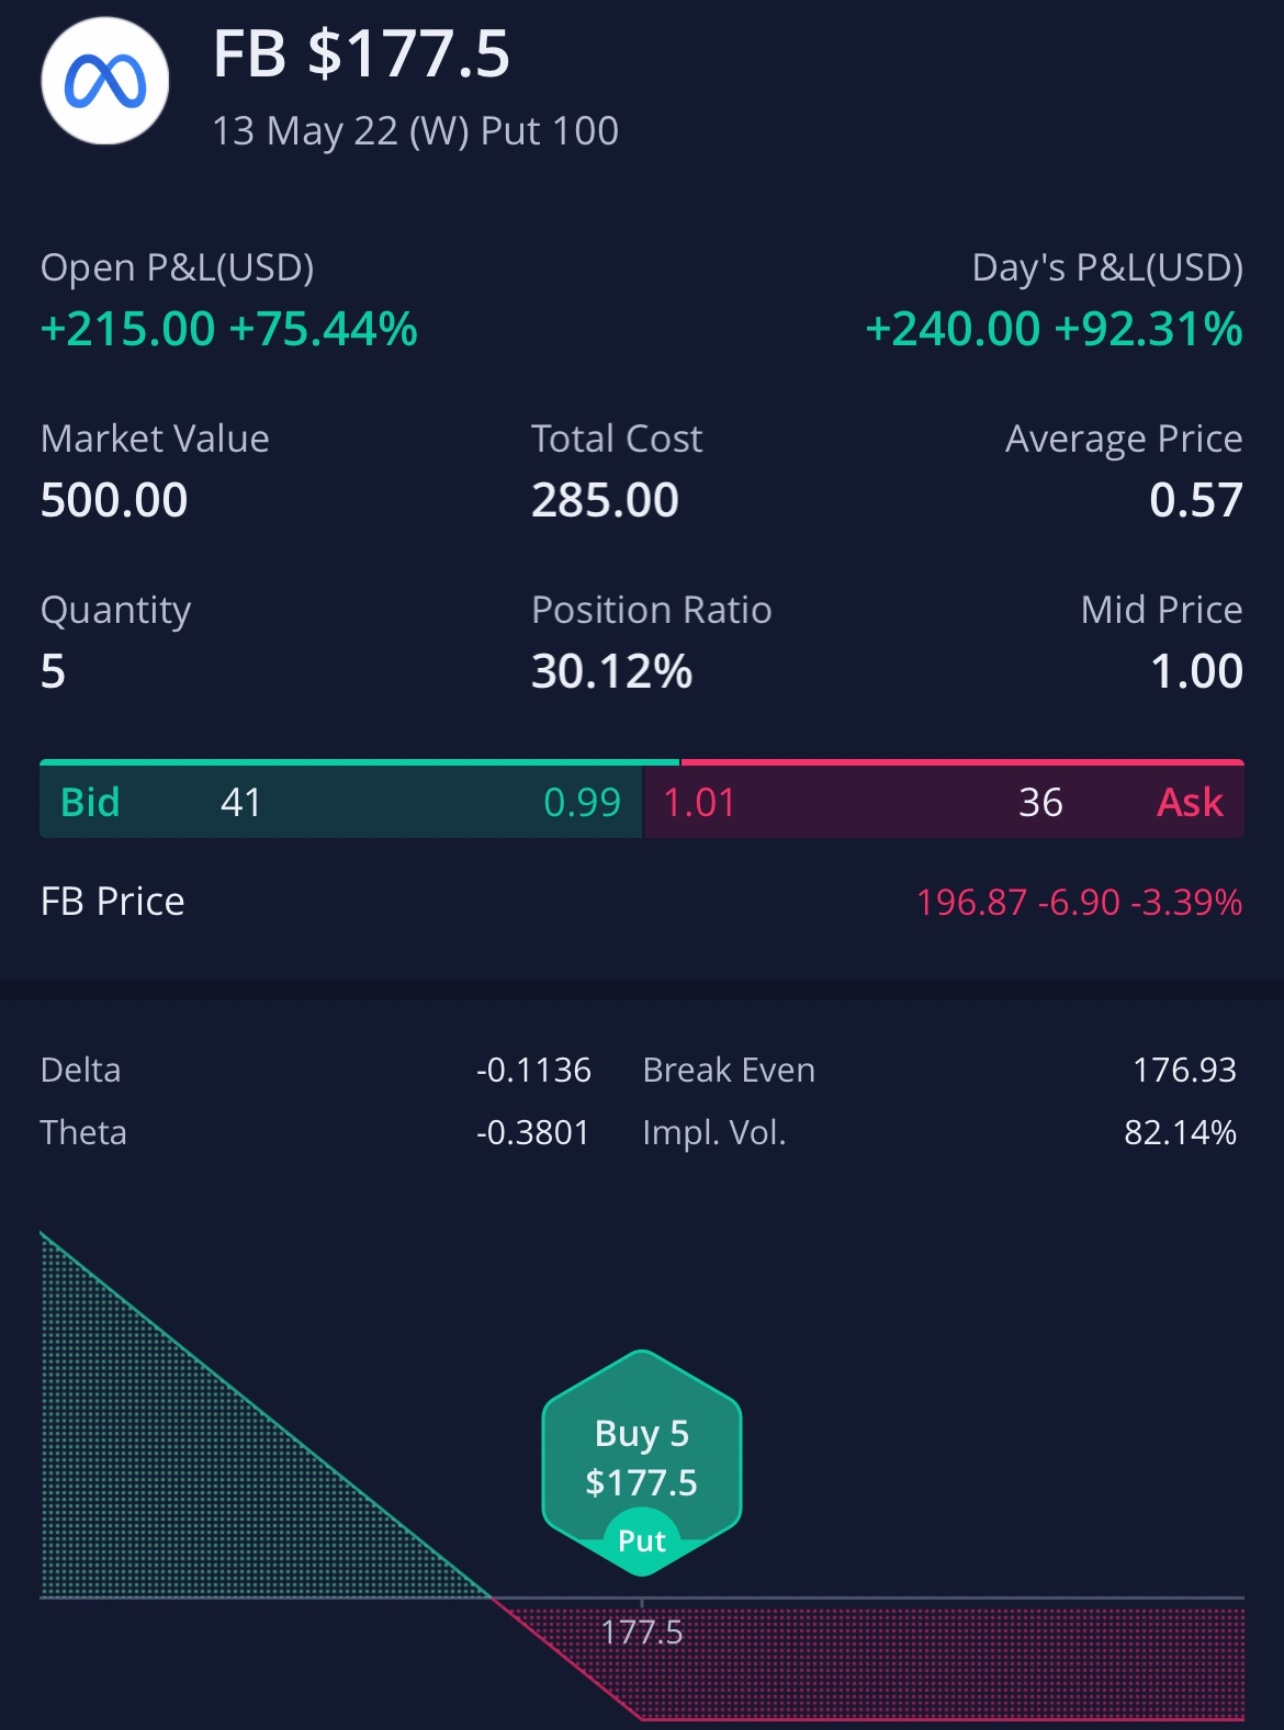 FB $177.5
13 May 22 (W) Put 100
Open P&L(USD) Day's P&L(USD)
+215.00 +75.44% +240.00 +92.31%
Market Value Total Cost Average Price
500.00 285.00 0.57
Quantity Position Ratio Mid Price
5 30.12% 1.00
Bid 41 0.99 1.01 36 Ask
FB Price 196.87 -6.90 -3.39%
Delta -0.1136 Break Even 176.93
Theta -0.3801 Impl. Vol. 82.14%
Buy 5
$177.5
Put
177.5